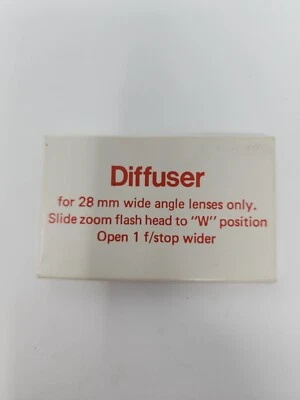 Diffuser
for 28 mm wide angle lenses only.
Slide zoom flash head to "W" position
Open 1 f/stop wider